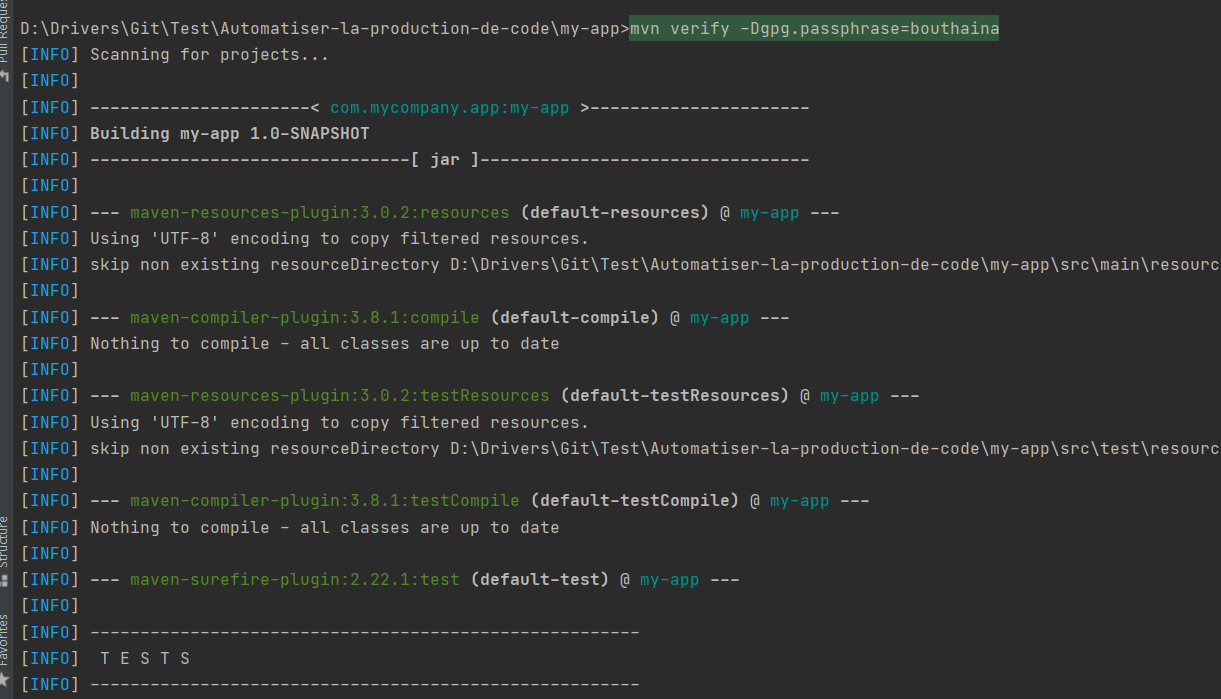 D:\Drivers\Git\Test\Automatiser-la-production-de-code\my-app>mvn verify -Dgpg.passphrase=bouthaina
[INFO] Scanning for projects...
[INFO]
[INFO] ----------------------< com.mycompany.app:my-app >----------------------
[INFO] Building my-app 1.0-SNAPSHOT
[INFO] --------------------------------[ jar ]---------------------------------
[INFO]
[INFO] --- maven-resources-plugin:3.0.2:resources (default-resources) @ my-app ---
[INFO] Using 'UTF-8' encoding to copy filtered resources.
[INFO] skip non existing resourceDirectory D:\Drivers\Git\Test\Automatiser-la-production-de-code\my-app\src\main\resourc
[INFO]
[INFO] --- maven-compiler-plugin:3.8.1:compile (default-compile) @ my-app ---
[INFO] Nothing to compile - all classes are up to date
[INFO]
[INFO] --- maven-resources-plugin:3.0.2:testResources (default-testResources) @ my-app ---
[INFO] Using 'UTF-8' encoding to copy filtered resources.
[INFO] skip non existing resourceDirectory D:\Drivers\Git\Test\Automatiser-la-production-de-code\my-app\src\test\resourc
[INFO]
[INFO] --- maven-compiler-plugin:3.8.1:testCompile (default-testCompile) @ my-app ---
[INFO] Nothing to compile - all classes are up to date
[INFO]
[INFO] --- maven-surefire-plugin:2.22.1:test (default-test) @ my-app ---
[INFO]
[INFO] -------------------------------------------------------
[INFO]  T E S T S
[INFO] -------------------------------------------------------
Pull Reques
Structure
Favorites